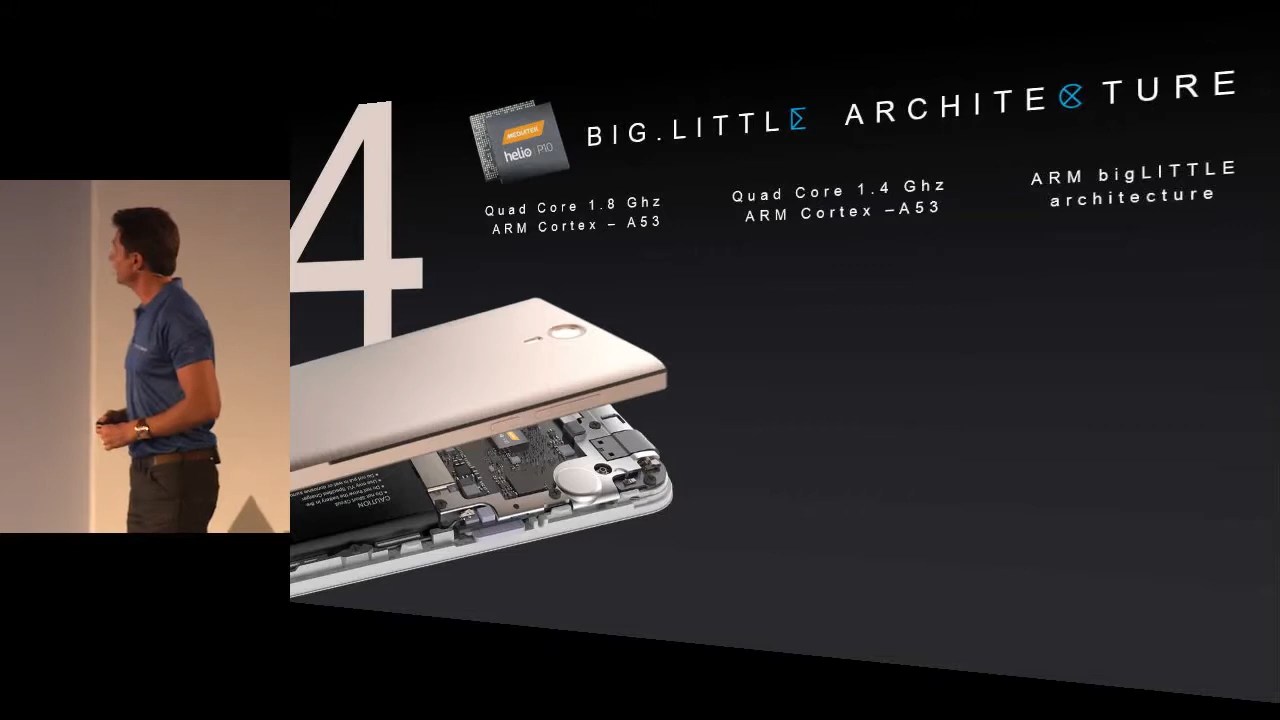 4
MEDIATEK
helio P10
BIG.LITTLE ARCHITECTURE
Quad Core 1.8 Ghz
ARM Cortex – A53
Quad Core 1.4 Ghz
ARM Cortex –A53
ARM bigLITTLE
architecture
CAUTION